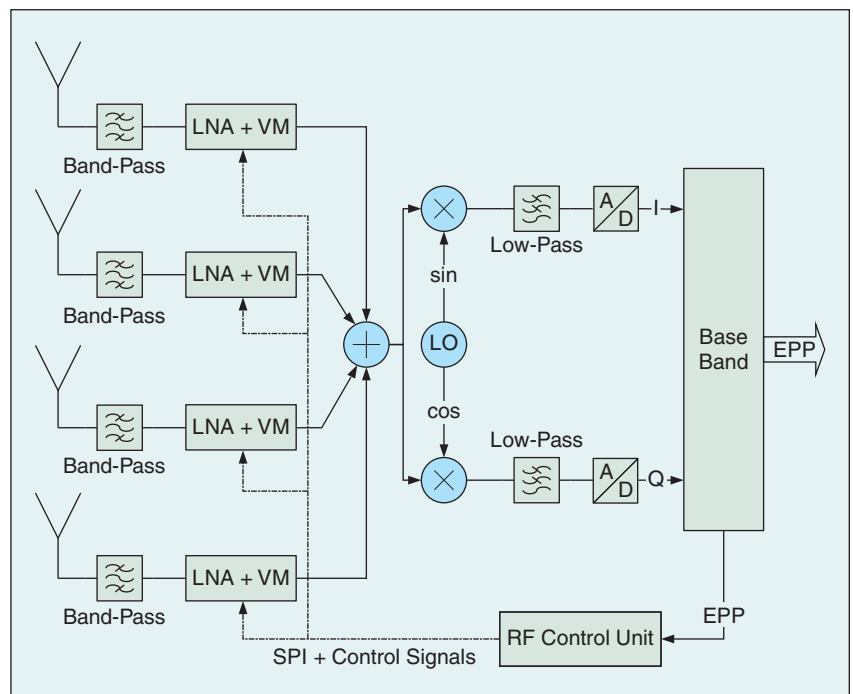 LNA + VM
Band-Pass
LNA + VM
Band-Pass
LNA + VM
Band-Pass
LNA + VM
Band-Pass
Low-Pass
A
D
I
sin
LO
cos
Low-Pass
A
D
Q
Base
Band
EPP
EPP
RF Control Unit
SPI + Control Signals